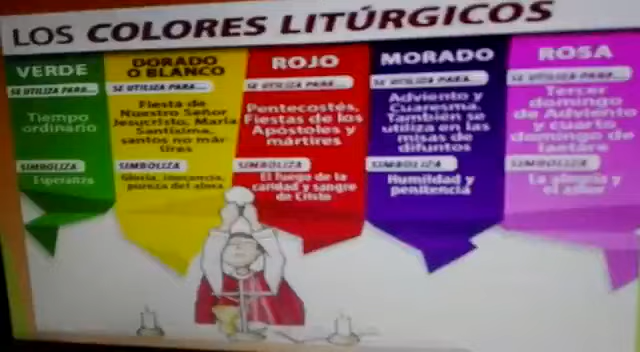 LOS COLORES LITÚRGICOS
VERDE
SE UTILIZA PARA...
Tiempo
ordinario
SIMBOLIZA
Esperanza
DORADO
O BLANCO
SE UTILIZA PARA...
Fiesta de
Nuestro Señor
Jesucristo, María
Santísima,
santos no már
tires
SIMBOLIZA
Gloria, inocencia,
pureza del alma
ROJO
SE UTILIZA PARA...
Pentecostés,
Fiestas de los
Apóstoles y
mártires
SIMBOLIZA
El fuego de la
caridad y sangre
de Cristo
MORADO
SE UTILIZA PARA...
Adviento y
Cuaresma.
También se
utiliza en las
misas de
difuntos
SIMBOLIZA
Humildad y
penitencia
ROSA
SE UTILIZA PARA...
Tercer
domingo
de Adviento
y cuarto
domingo de
laetare
SIMBOLIZA
La alegría y
el amor